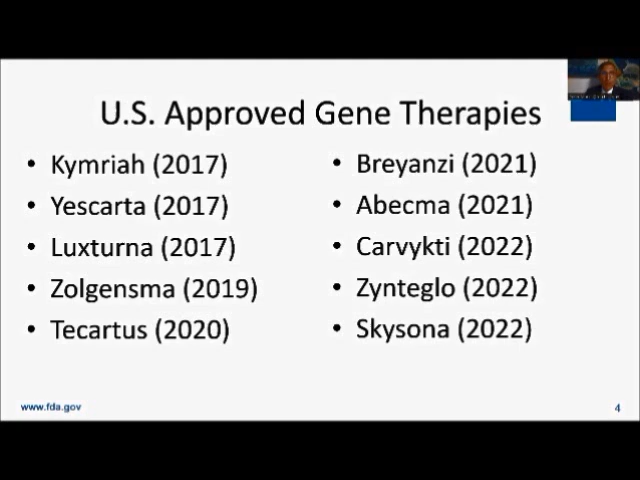 U.S. Approved Gene Therapies
• Kymriah (2017)
• Yescarta (2017)
• Luxturna (2017)
• Zolgensma (2019)
• Tecartus (2020)
• Breyanzi (2021)
• Abecma (2021)
• Carvykti (2022)
• Zynteglo (2022)
• Skysona (2022)
www.fda.gov
4